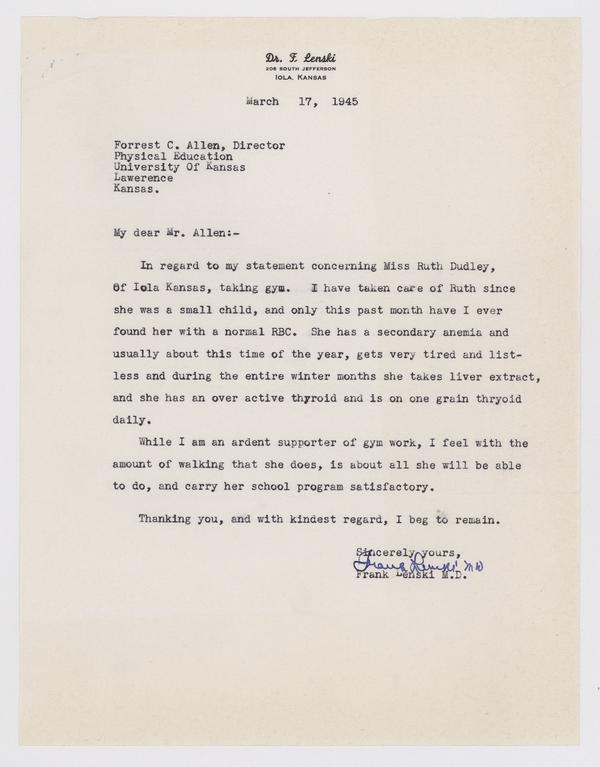 Dr. F. Lenski
206 SOUTH JEFFERSON
IOLA, KANSAS
March 17, 1945
Forrest C. Allen, Director
Physical Education
University Of Kansas
Lawerence
Kansas.
My dear Mr. Allen:-
In regard to my statement concerning Miss Ruth Dudley,
Of Iola Kansas, taking gym. I have taken care of Ruth since
she was a small child, and only this past month have I ever
found her with a normal RBC. She has a secondary anemia and
usually about this time of the year, gets very tired and list-
less and during the entire winter months she takes liver extract,
and she has an over active thyroid and is on one grain thryoid
daily.
While I am an ardent supporter of gym work, I feel with the
amount of walking that she does, is about all she will be able
to do, and carry her school program satisfactory.
Thanking you, and with kindest regard, I beg to remain.
Sincerely yours,
Frank Lenski MD
Frank Lenski M.D.